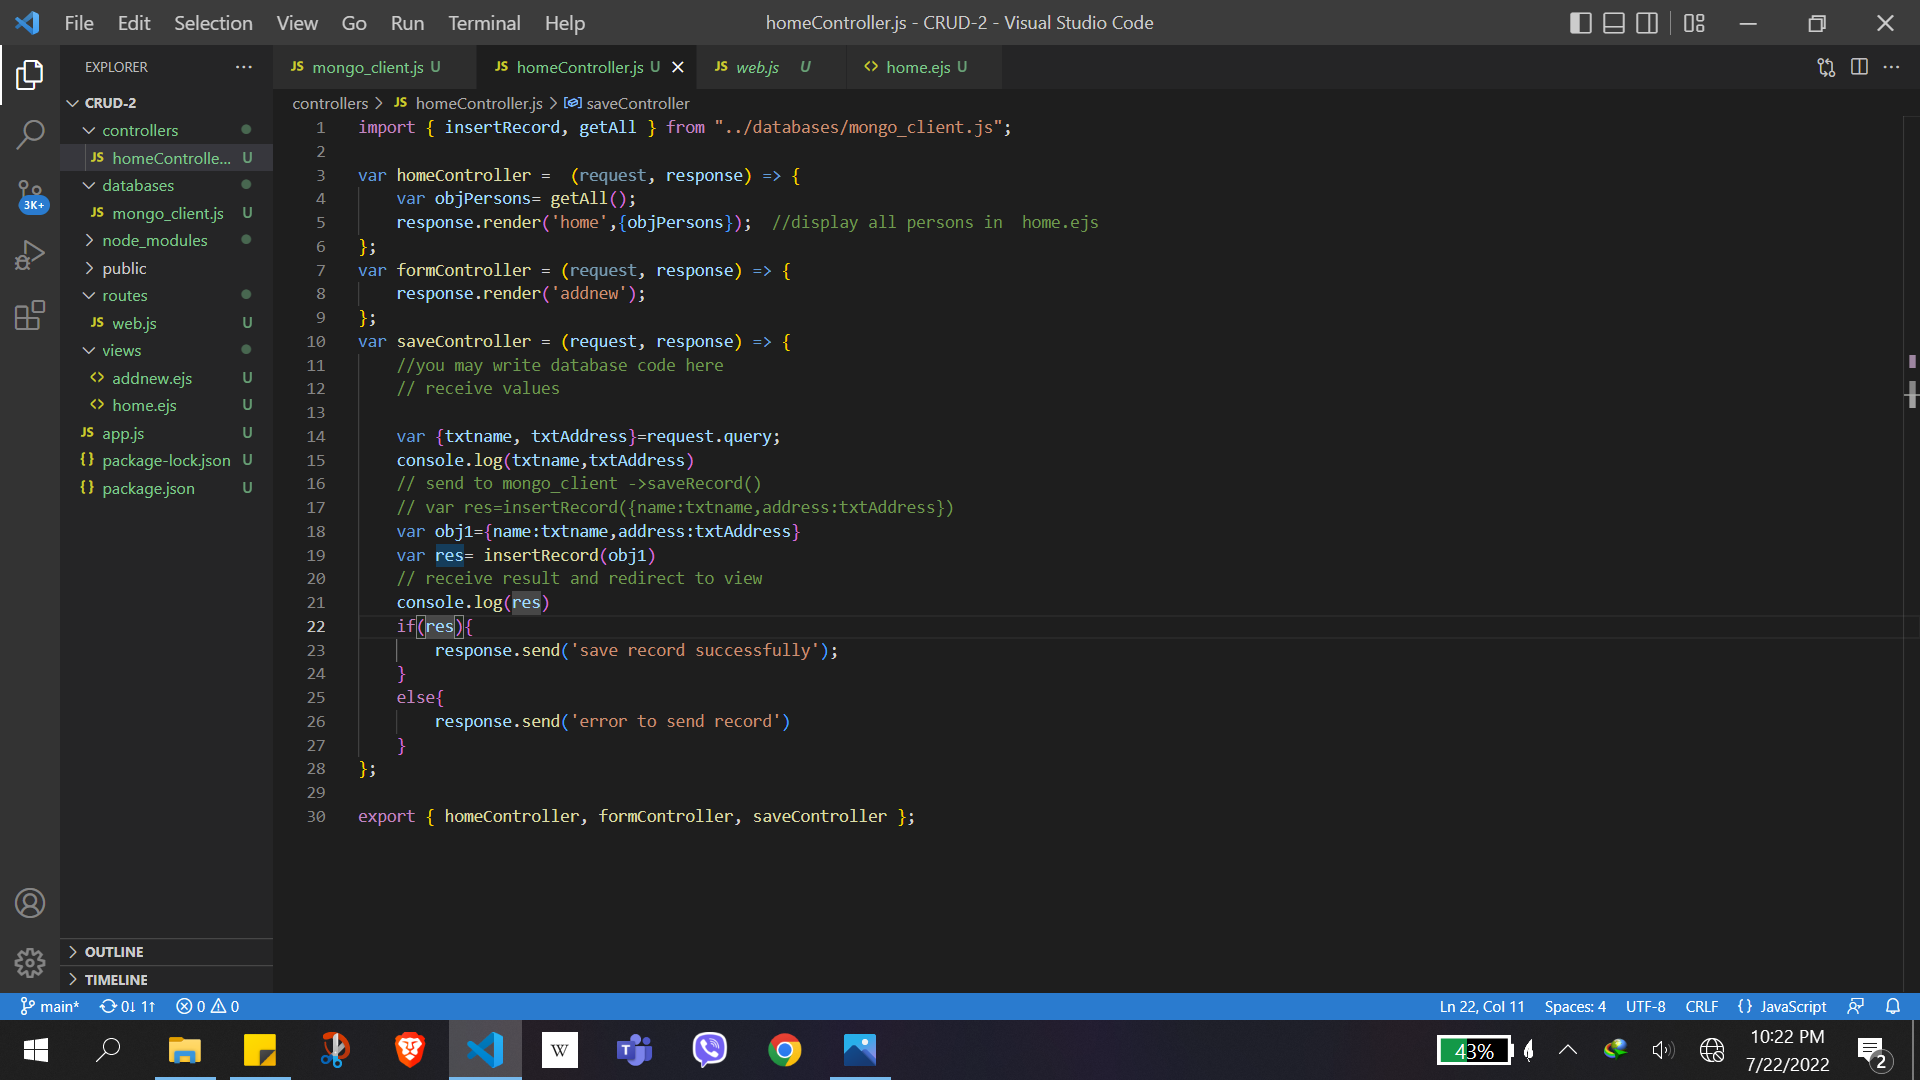 File Edit Selection View Go Run Terminal Help
homeController.js - CRUD-2 - Visual Studio Code
EXPLORER
JS mongo_client.js U
JS homeController.js U
JS web.js U
<> home.ejs U
controllers > JS homeController.js > saveController
CRUD-2
controllers
JS homeControlle... U
databases
JS mongo_client.js U
node_modules
public
routes
JS web.js U
views
<> addnew.ejs U
<> home.ejs U
JS app.js U
{} package-lock.json U
{} package.json U
3K+
OUTLINE
TIMELINE
1 import { insertRecord, getAll } from "../databases/mongo_client.js";
2
3 var homeController =  (request, response) => {
4     var objPersons= getAll();
5     response.render('home',{objPersons});  //display all persons in  home.ejs
6 };
7 var formController = (request, response) => {
8     response.render('addnew');
9 };
10 var saveController = (request, response) => {
11     //you may write database code here
12     // receive values
13
14     var {txtname, txtAddress}=request.query;
15     console.log(txtname,txtAddress)
16     // send to mongo_client ->saveRecord()
17     // var res=insertRecord({name:txtname,address:txtAddress})
18     var obj1={name:txtname,address:txtAddress}
19     var res= insertRecord(obj1)
20     // receive result and redirect to view
21     console.log(res)
22     if(res){
23         response.send('save record successfully');
24     }
25     else{
26         response.send('error to send record')
27     }
28 };
29
30 export { homeController, formController, saveController };
main* 0↓ 1↑ 0 0
Ln 22, Col 11 Spaces: 4 UTF-8 CRLF {} JavaScript
W
T
43%
10:22 PM
7/22/2022
2